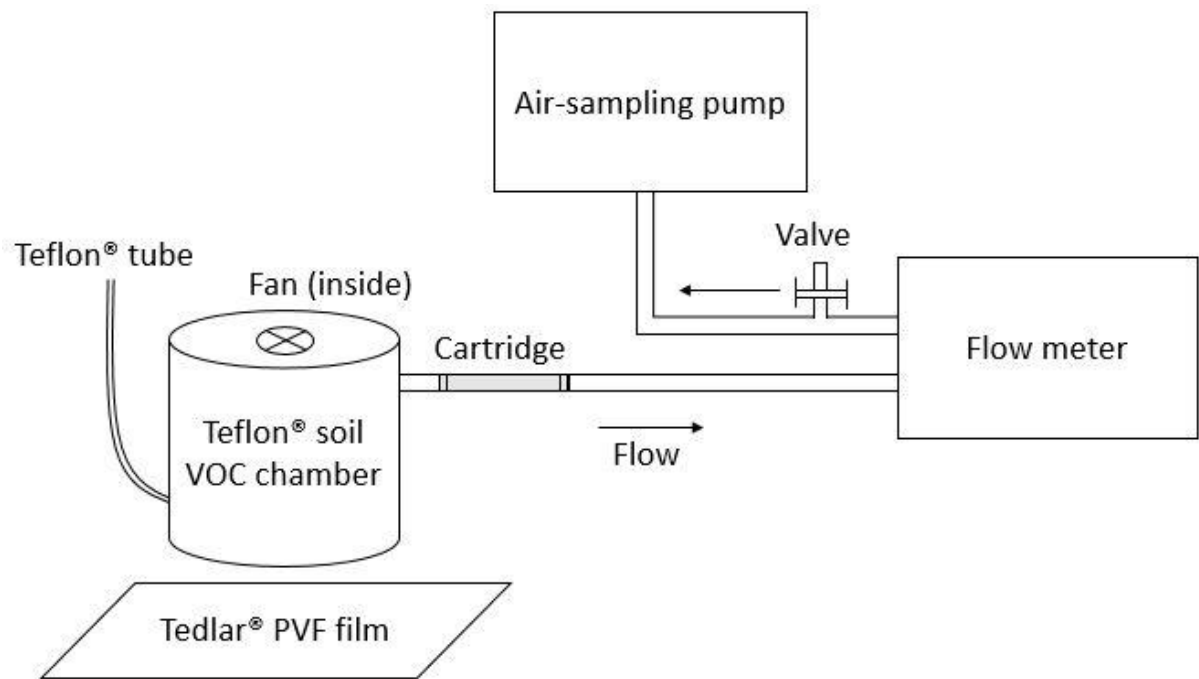 Air-sampling pump
Teflon® tube
Valve
Fan (inside)
Cartridge
Flow meter
Teflon® soil
VOC chamber
Flow
Tedlar® PVF film